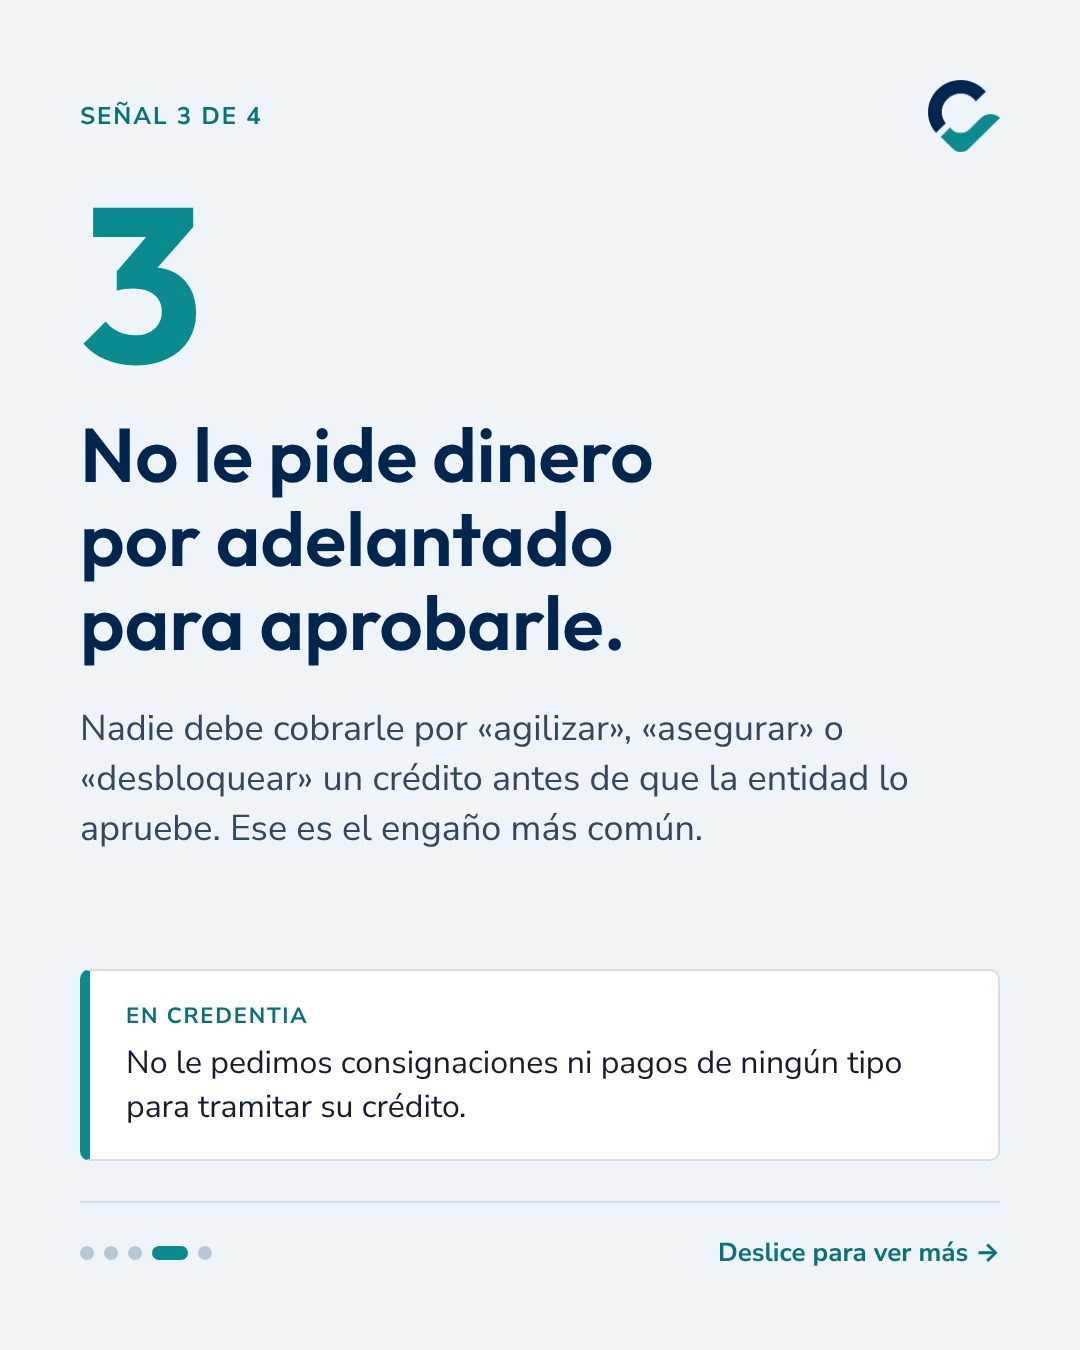 SEÑAL 3 DE 4
3
No le pide dinero
por adelantado
para aprobarle.
Nadie debe cobrarle por «agilizar», «asegurar» o
«desbloquear» un crédito antes de que la entidad lo
apruebe. Ese es el engaño más común.
EN CREDENTIA
No le pedimos consignaciones ni pagos de ningún tipo
para tramitar su crédito.
Deslice para ver más →